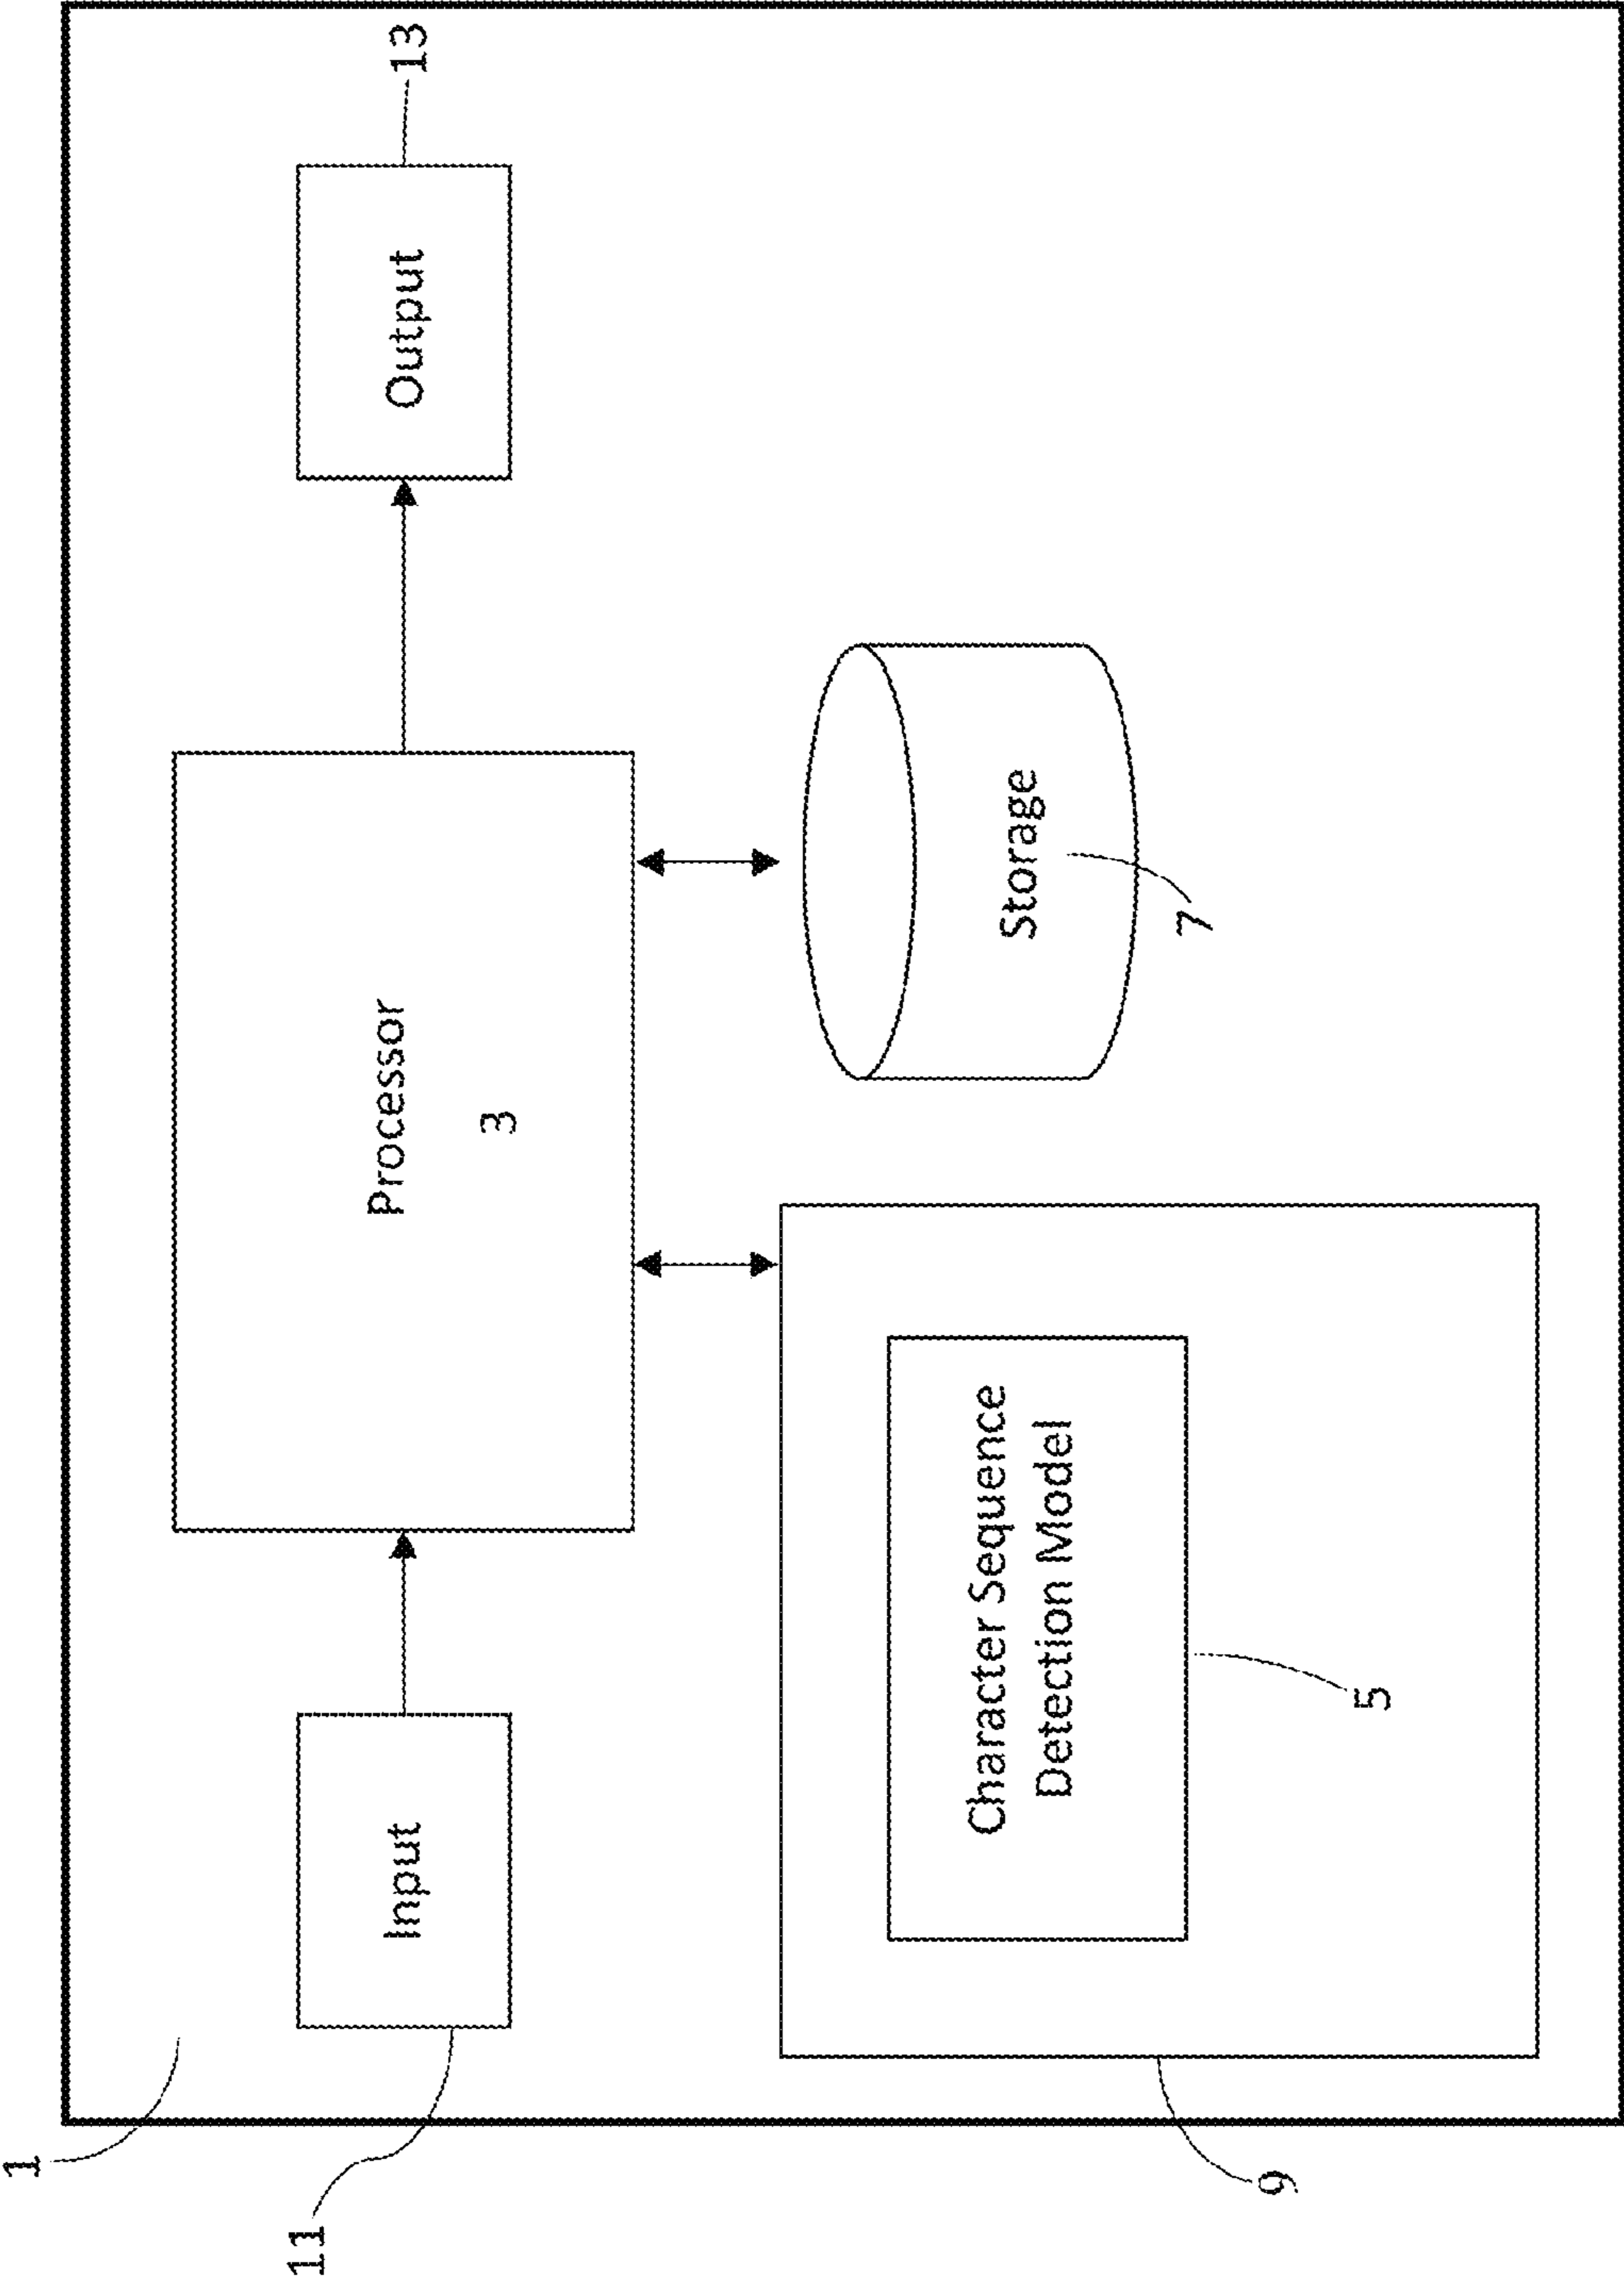 1
11
Input
Processor
3
Output
13
Character Sequence
Detection Model
5
9
Storage
7